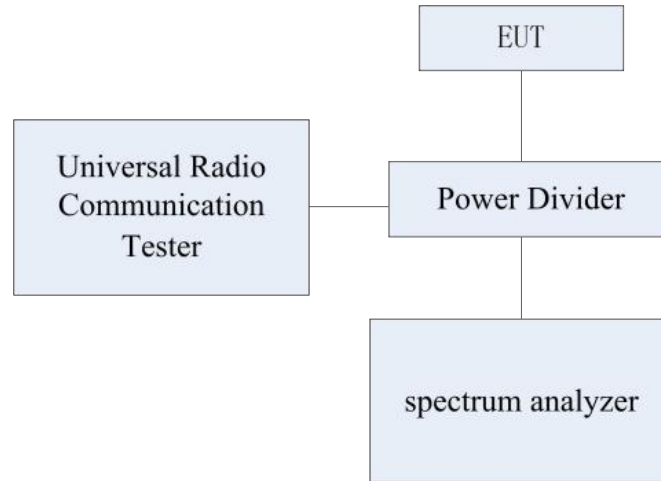 EUT
Universal Radio
Communication
Tester
Power Divider
spectrum analyzer